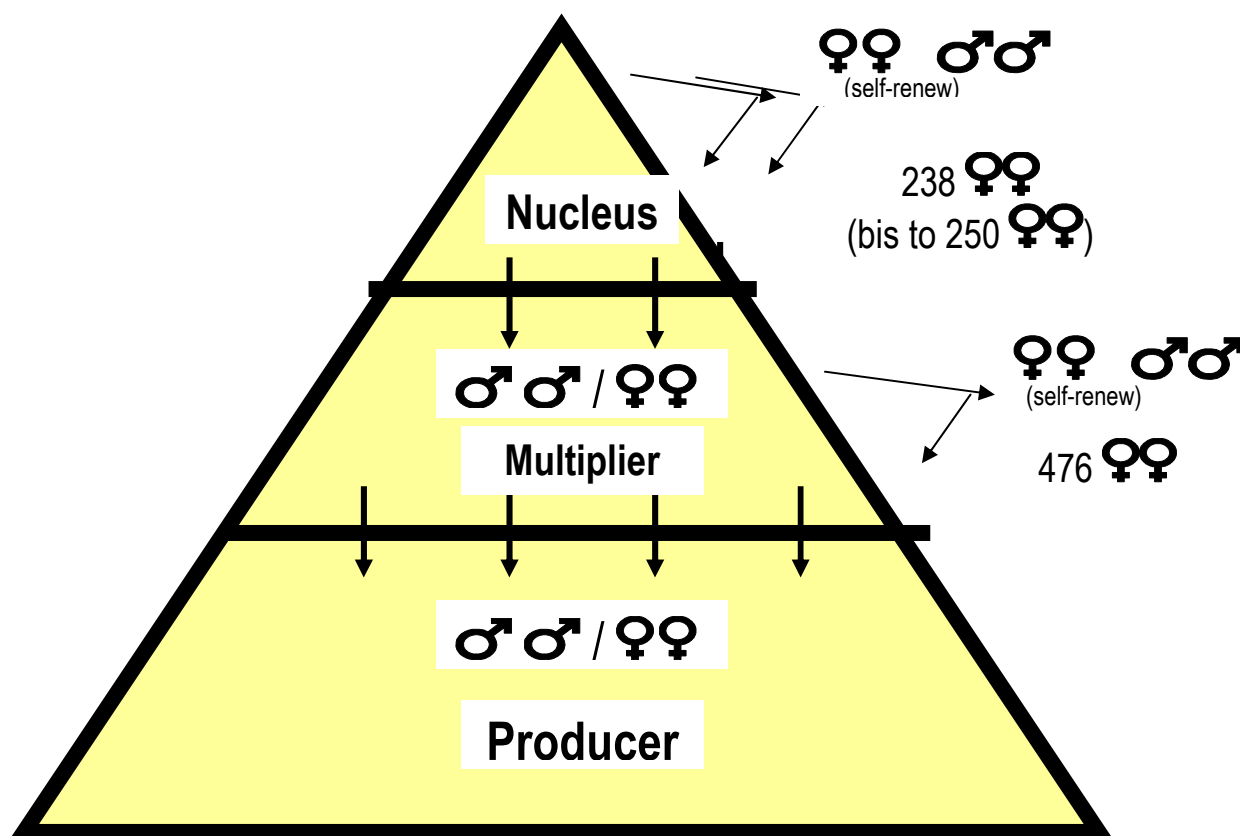 ♀♀ ♂♂
(self-renew)
238 ♀♀
(bis to 250 ♀♀)
Nucleus
♂ ♂ / ♀♀
♀♀ ♂♂
(self-renew)
Multiplier
476 ♀♀
♂ ♂ / ♀♀
Producer